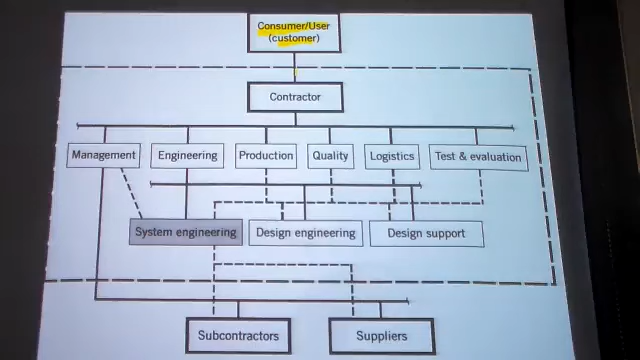 Consumer/User
(customer)
Contractor
Management
Engineering
Production
Quality
Logistics
Test & evaluation
System engineering
Design engineering
Design support
Subcontractors
Suppliers